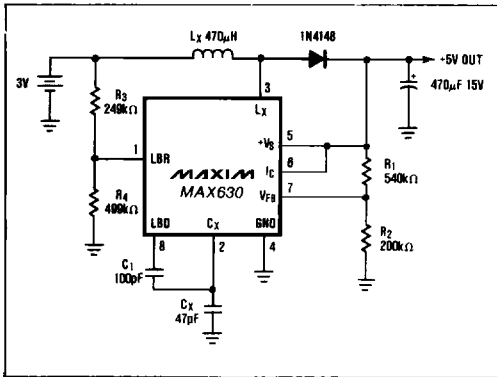 LX 470µH
1N4148
+5V OUT
3V
R3
249kΩ
3
LX
470µF 15V
+
1
LBR
MAXIM
MAX630
+VS
5
IC
6
VFB
7
R1
540kΩ
R4
499kΩ
LBD
CX
GND
R2
200kΩ
8
2
4
C1
100pF
CX
47pF